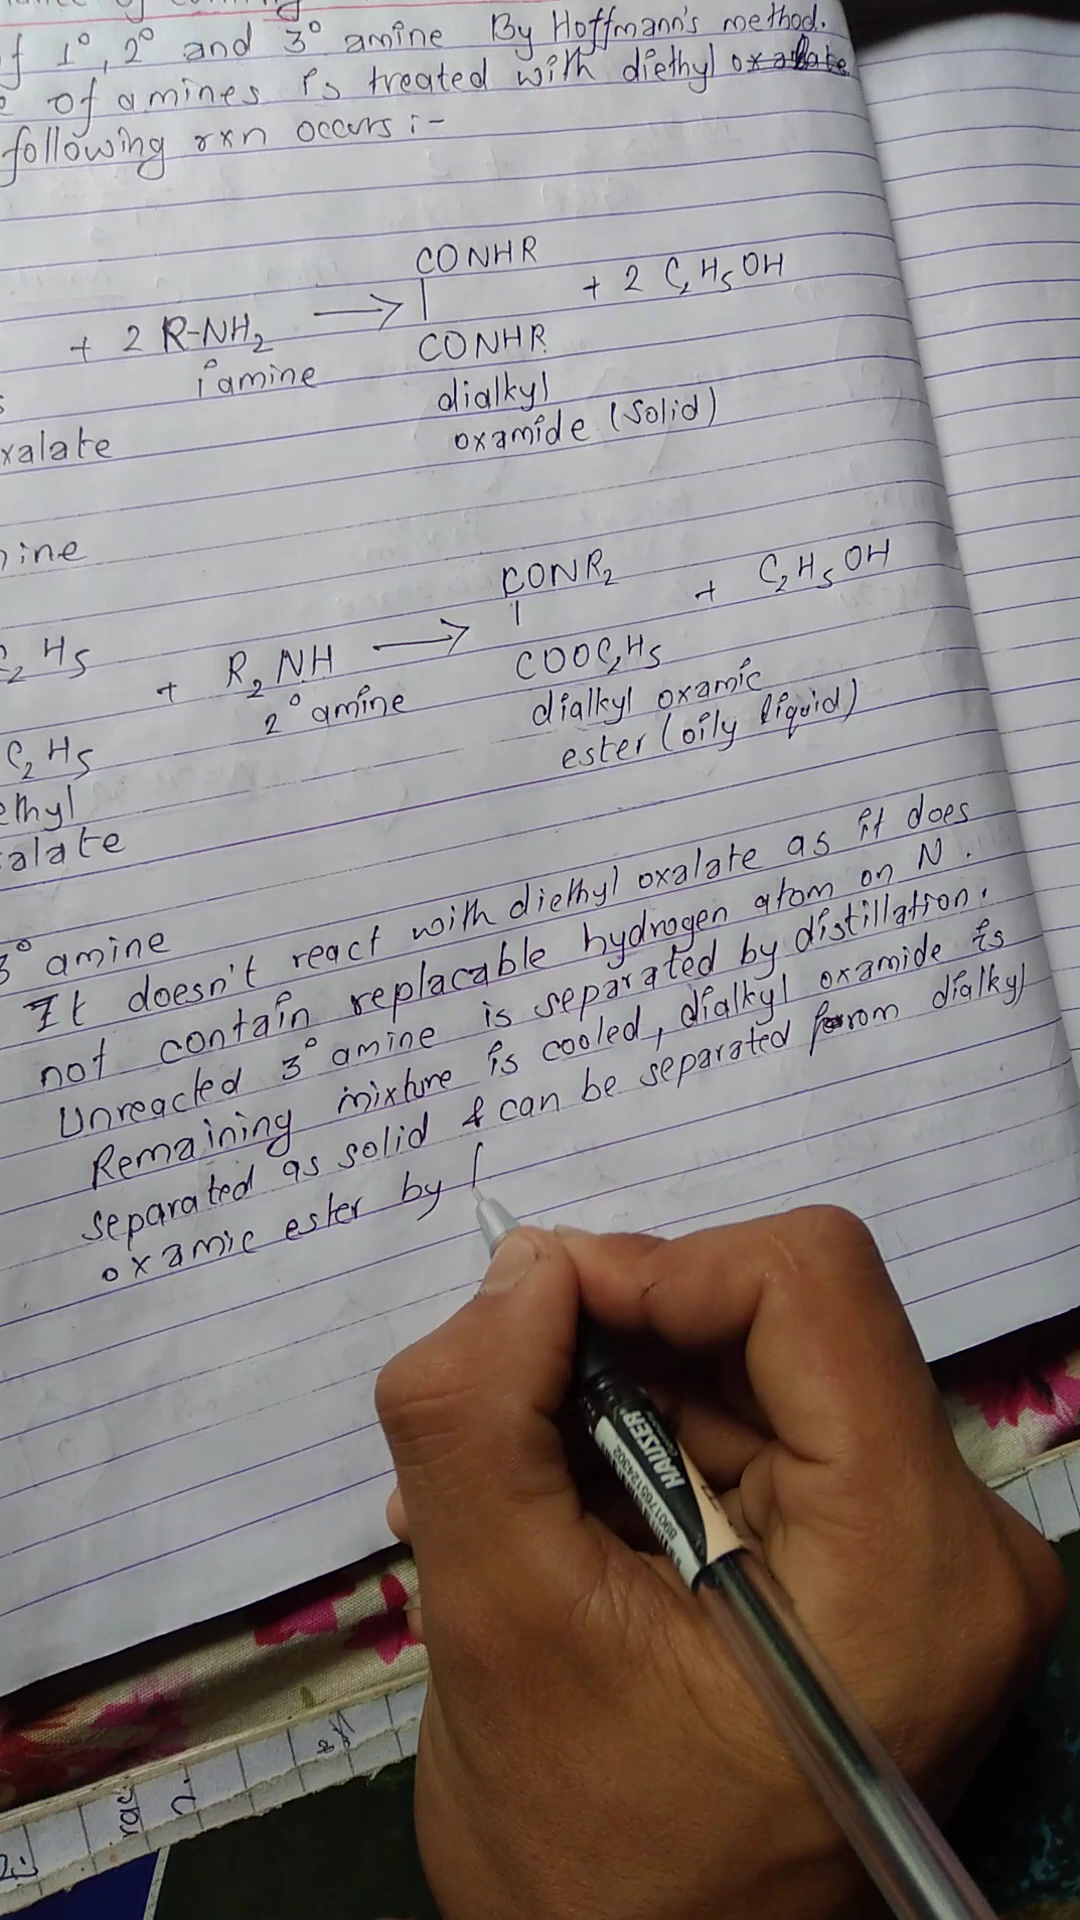 f 1°, 2° and 3° amine By Hoffmann's method.
of amines is treated with diethyl oxalate
following rxn occurs :-
CONHR
+ 2 R-NH2 ⟶ | + 2 C2H5OH
CONHR
1° amine
dialkyl
oxamide (solid)
xalate
ine
CONR2
C2H5 + R2NH ⟶ | + C2H5OH
COOC2H5
2° amine
dialkyl oxamic
ester (oily liquid)
C2H5
ethyl
alate
3° amine
It doesn't react with diethyl oxalate as it does
not contain replacable hydrogen atom on N.
Unreacted 3° amine is separated by distillation.
Remaining mixture is cooled, dialkyl oxamide is
separated as solid & can be separated from dialkyl
oxamic ester by
HAUSER
8901765124302